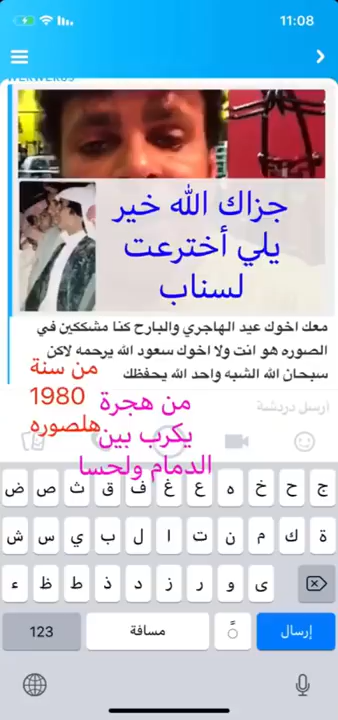 11:08
جزاك الله خير
يلي أخترعت
لسناب
معك اخوك عيد الهاجري والبارح كنا مشككين في
الصوره هو انت ولا اخوك سعود الله يرحمه لاكن
سبحان الله الشبه واحد الله يحفظك
من سنة
1980
هلصوره
من هجرة
يكرب بين
الدمام ولحسا
أرسل دردشة
ض ص ث ق ف غ ع ه خ ح ج
ش س ي ب ل ا ت ن م ك ة
ء ظ ط ذ د ز ر و ى
123 مسافة إرسال